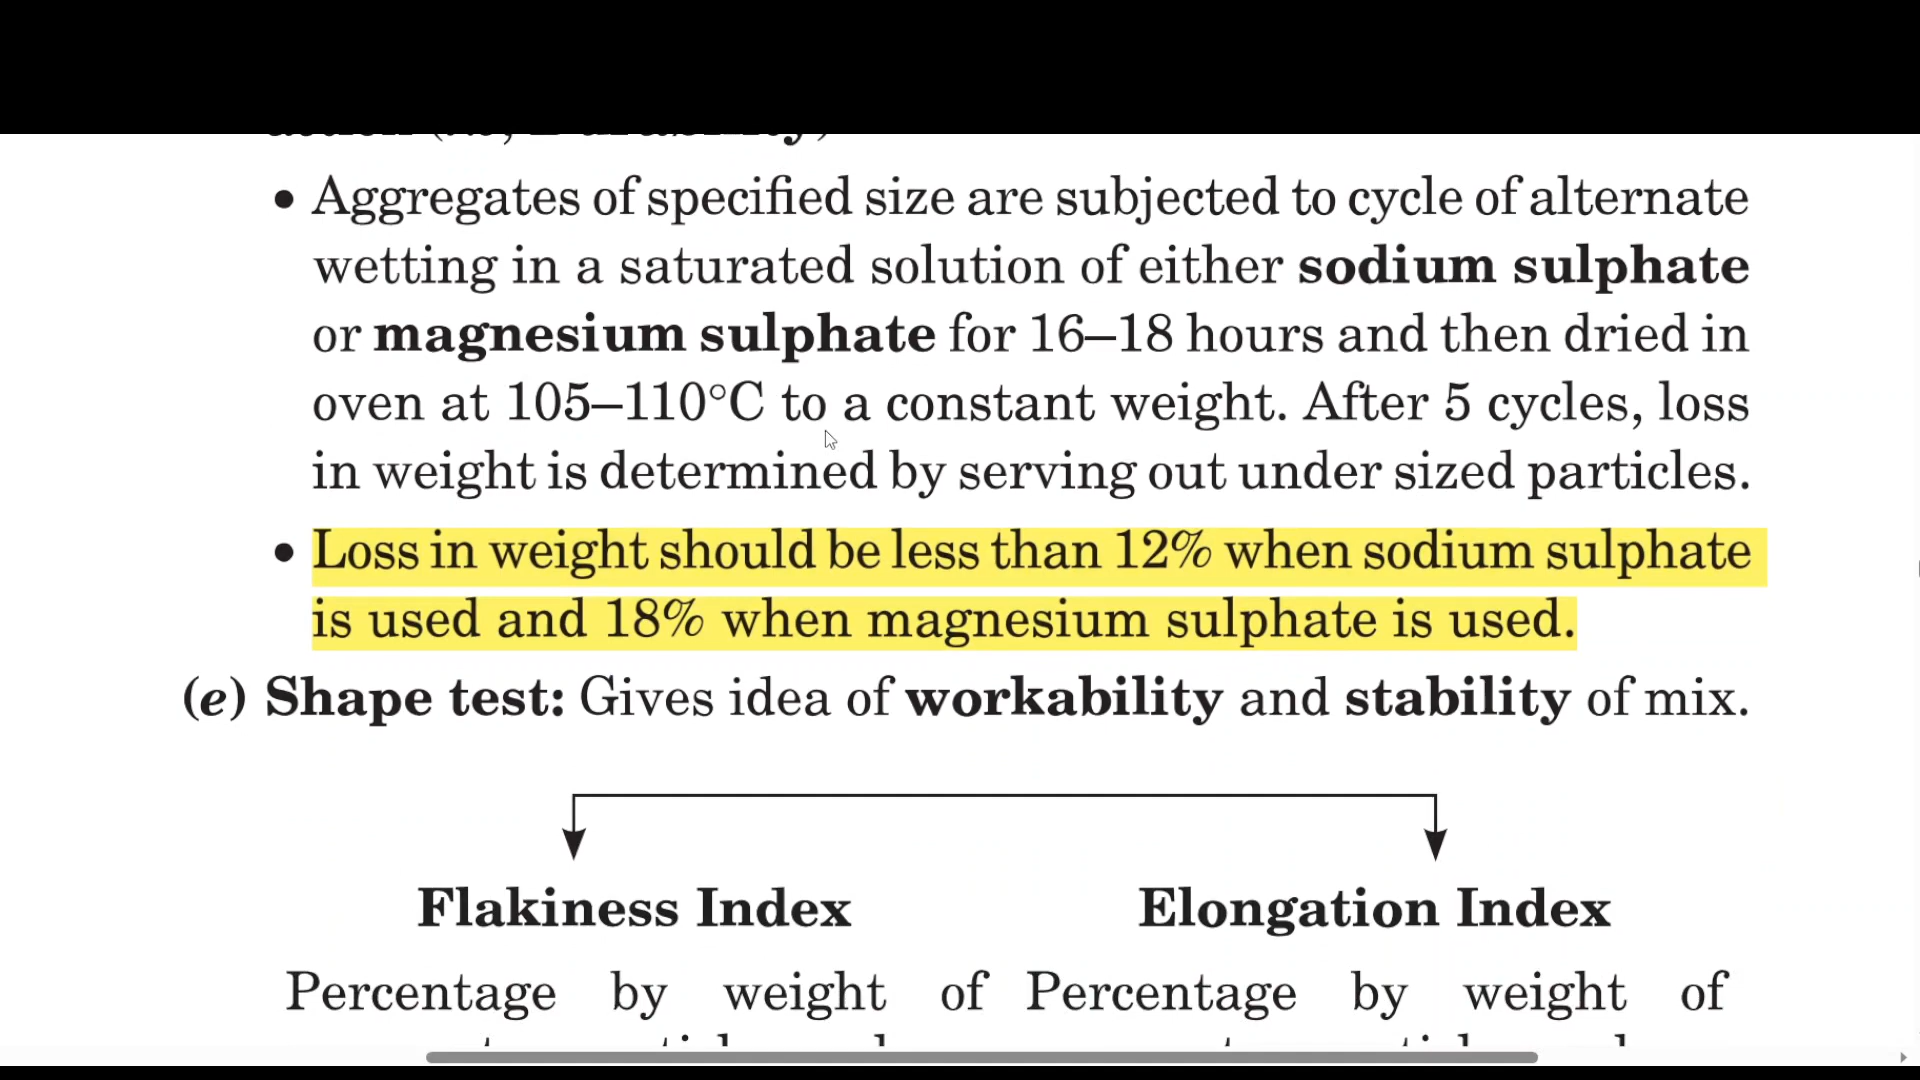 • Aggregates of specified size are subjected to cycle of alternate
wetting in a saturated solution of either sodium sulphate
or magnesium sulphate for 16–18 hours and then dried in
oven at 105–110°C to a constant weight. After 5 cycles, loss
in weight is determined by serving out under sized particles.
• Loss in weight should be less than 12% when sodium sulphate
is used and 18% when magnesium sulphate is used.
(e) Shape test: Gives idea of workability and stability of mix.
Flakiness Index
Elongation Index
Percentage by weight of
Percentage by weight of